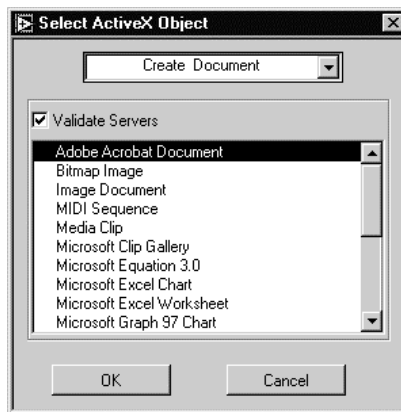 Select ActiveX Object
Create Document
Validate Servers
Adobe Acrobat Document
Bitmap Image
Image Document
MIDI Sequence
Media Clip
Microsoft Clip Gallery
Microsoft Equation 3.0
Microsoft Excel Chart
Microsoft Excel Worksheet
Microsoft Graph 97 Chart
OK Cancel